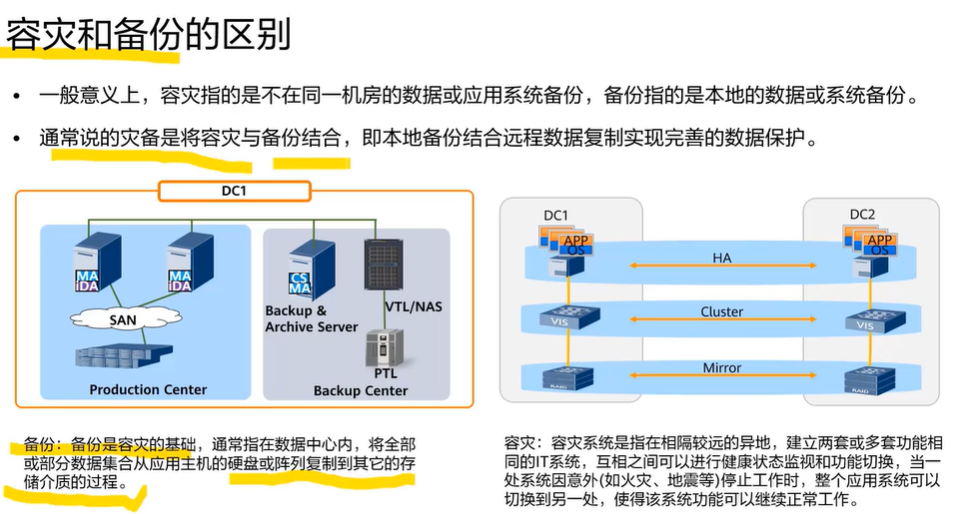 容灾和备份的区别
• 一般意义上，容灾指的是不在同一机房的数据或应用系统备份，备份指的是本地的数据或系统备份。
• 通常说的灾备是将容灾与备份结合，即本地备份结合远程数据复制实现完善的数据保护。
DC1
MA
iDA
MA
iDA
SAN
Production Center
CS
MA
Backup &
Archive Server
VTL/NAS
PTL
Backup Center
DC1
DC2
APP
OS
HA
APP
OS
VIS
Cluster
VIS
RAID
Mirror
RAID
备份：备份是容灾的基础，通常指在数据中心内，将全部
或部分数据集合从应用主机的硬盘或阵列复制到其它的存
储介质的过程。
容灾：容灾系统是指在相隔较远的异地，建立两套或多套功能相
同的IT系统，互相之间可以进行健康状态监视和功能切换，当一
处系统因意外(如火灾、地震等)停止工作时，整个应用系统可以
切换到另一处，使得该系统功能可以继续正常工作。